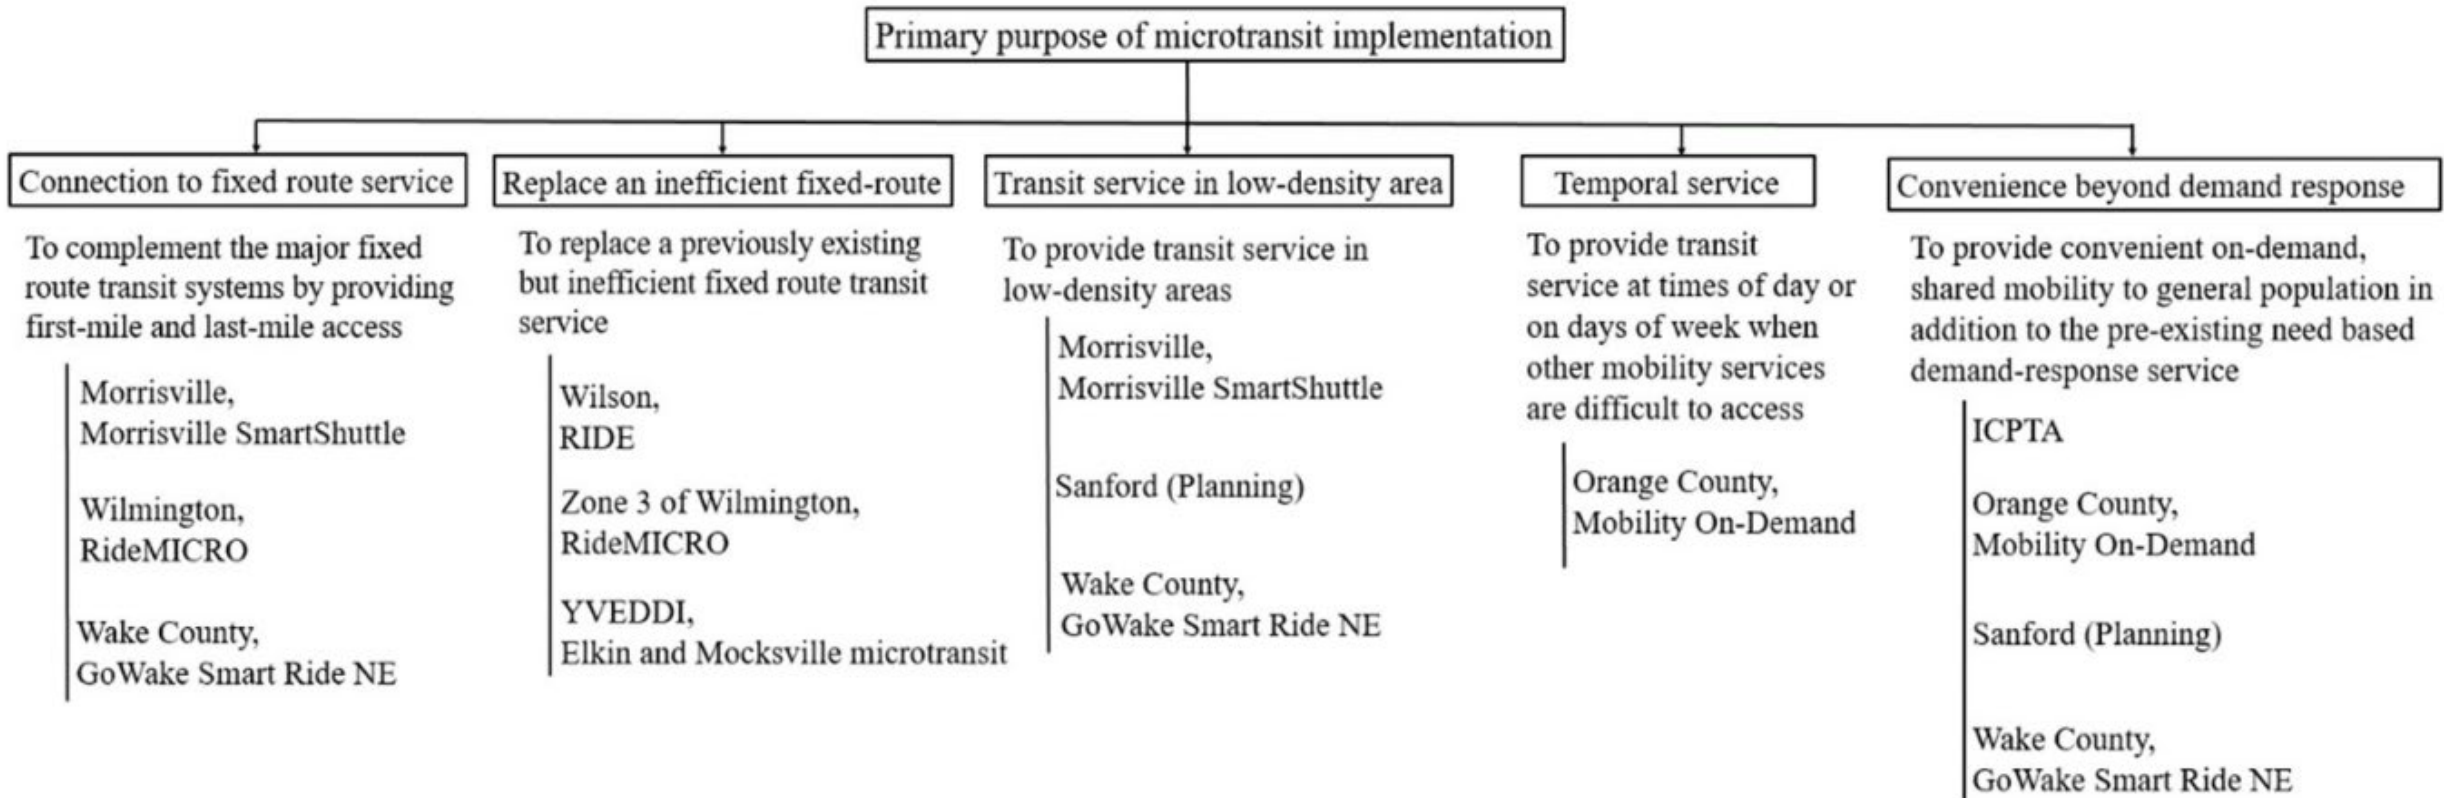 Primary purpose of microtransit implementation
Connection to fixed route service
To complement the major fixed
route transit systems by providing
first-mile and last-mile access
Morrisville,
Morrisville SmartShuttle
Wilmington,
RideMICRO
Wake County,
GoWake Smart Ride NE
Replace an inefficient fixed-route
To replace a previously existing
but inefficient fixed route transit
service
Wilson,
RIDE
Zone 3 of Wilmington,
RideMICRO
YVEDDI,
Elkin and Mocksville microtransit
Transit service in low-density area
To provide transit service in
low-density areas
Morrisville,
Morrisville SmartShuttle
Sanford (Planning)
Wake County,
GoWake Smart Ride NE
Temporal service
To provide transit
service at times of day or
on days of week when
other mobility services
are difficult to access
Orange County,
Mobility On-Demand
Convenience beyond demand response
To provide convenient on-demand,
shared mobility to general population in
addition to the pre-existing need based
demand-response service
ICPTA
Orange County,
Mobility On-Demand
Sanford (Planning)
Wake County,
GoWake Smart Ride NE